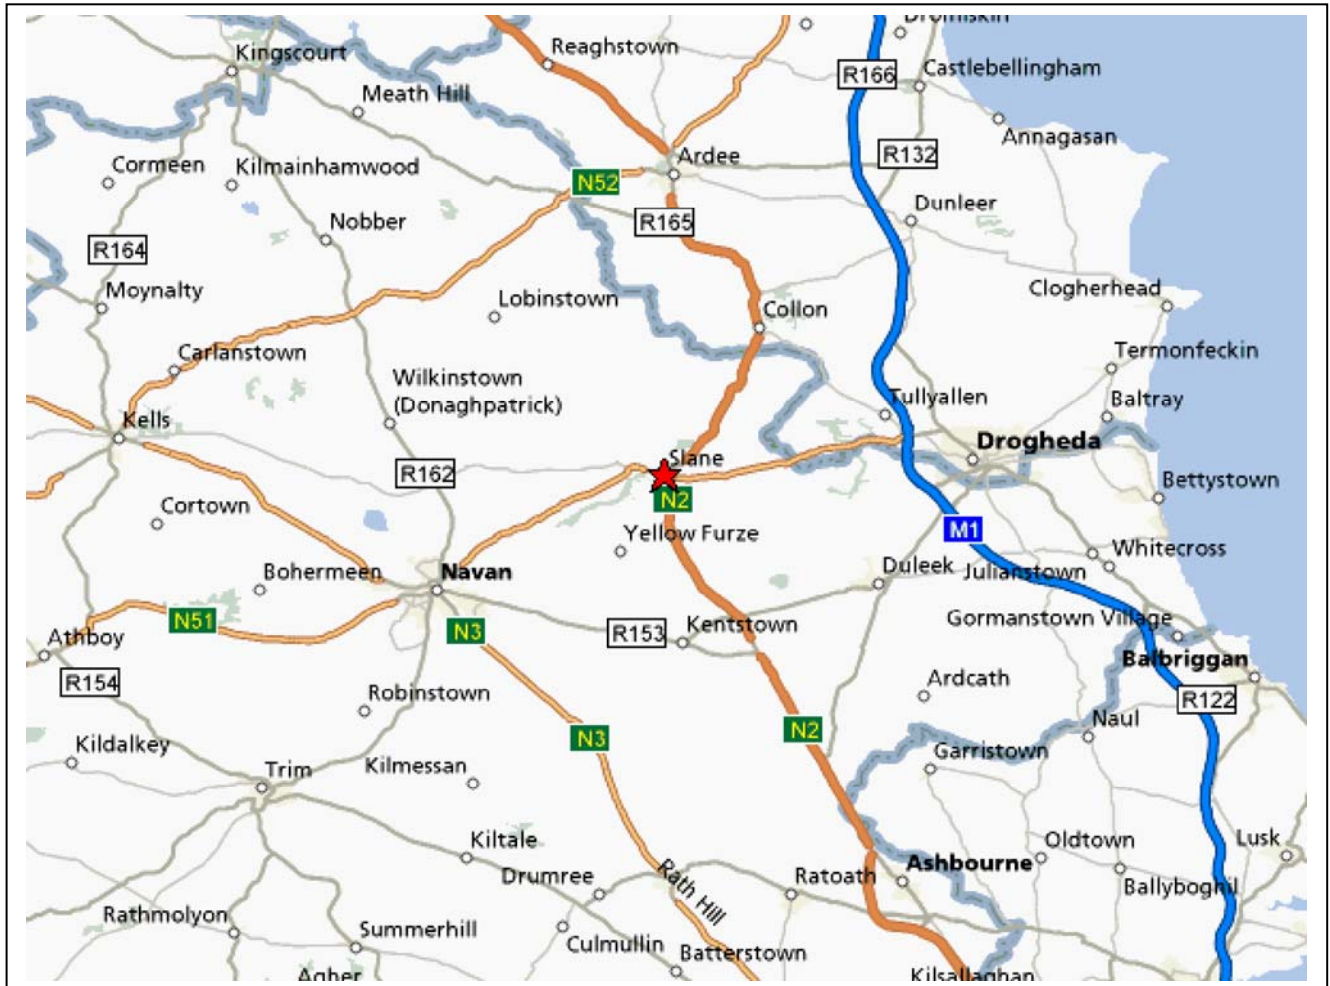 Dromiskin
Kingscourt
Reaghstown
R166
Castlebellingham
Meath Hill
Annagasan
Ardee
R132
Cormeen
Kilmainhamwood
N52
Nobber
R165
Dunleer
R164
Moynalty
Lobinstown
Collon
Clogherhead
Carlanstown
Termonfeckin
Wilkinstown
(Donaghpatrick)
Tullyallen
Baltray
Kells
Drogheda
Slane
R162
N2
Bettystown
Cortown
Yellow Furze
M1
Whitecross
Bohermeen
Navan
Duleek
Julianstown
N51
N3
R153
Kentstown
Gormanstown Village
Athboy
Balbriggan
R154
Ardcath
R122
Robinstown
Naul
N3
N2
Kildalkey
Trim
Kilmessan
Garristown
Kiltale
Oldtown
Lusk
Drumree
Rath Hill
Ratoath
Ashbourne
Ballyboghil
Rathmolyon
Summerhill
Culmullin
Batterstown
Agher
Kilsallaghan